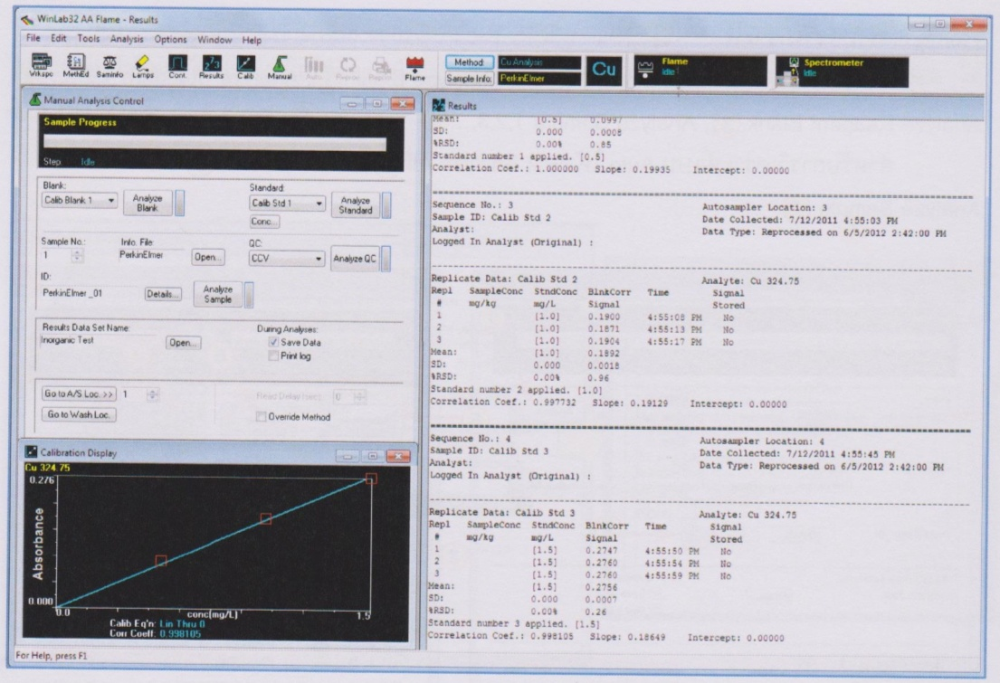 WinLab32 AA Flame - Results
File Edit Tools Analysis Options Window Help
Wrkspc MethEd SamInfo Lamps Cont. Results Calib Manual Flame
Method: Cu Analysis
Sample Info: PerkinElmer
Cu
Flame
Idle
Spectrometer
Idle
Manual Analysis Control
Sample Progress
Step: Idle
Blank:
Calib Blank 1
Analyze Blank
Standard:
Calib Std 1
Analyze Standard
Conc...
Sample No.:
1
Info. File:
PerkinElmer
Open...
QC:
CCV
Analyze QC
ID:
PerkinElmer _01
Details...
Analyze Sample
Results Data Set Name:
Inorganic Test
Open...
During Analyses:
Save Data
Print log
Go to A/S Loc. >> 1
Go to Wash Loc.
Override Method
Calibration Display
Cu 324.75
0.276
Absorbance
0.000
0.0 conc(mg/L) 1.5
Calib Eq'n: Lin Thru 0
Corr Coeff: 0.998105
For Help, press F1
Results
Mean: [0.5] 0.0997
SD: 0.000 0.0008
%RSD: 0.00% 0.85
Standard number 1 applied. [0.5]
Correlation Coef.: 1.000000 Slope: 0.19935 Intercept: 0.00000
Sequence No.: 3 Autosampler Location: 3
Sample ID: Calib Std 2 Date Collected: 7/12/2011 4:55:03 PM
Analyst: Data Type: Reprocessed on 6/5/2012 2:42:00 PM
Logged In Analyst (Original) :
Replicate Data: Calib Std 2 Analyte: Cu 324.75
Repl SampleConc StndConc BlnkCorr Time Signal
# mg/kg mg/L Signal Stored
1 [1.0] 0.1900 4:55:08 PM No
2 [1.0] 0.1871 4:55:13 PM No
3 [1.0] 0.1904 4:55:17 PM No
Mean: [1.0] 0.1892
SD: 0.000 0.0018
%RSD: 0.00% 0.96
Standard number 2 applied. [1.0]
Correlation Coef.: 0.997732 Slope: 0.19129 Intercept: 0.00000
Sequence No.: 4 Autosampler Location: 4
Sample ID: Calib Std 3 Date Collected: 7/12/2011 4:55:45 PM
Analyst: Data Type: Reprocessed on 6/5/2012 2:42:00 PM
Logged In Analyst (Original) :
Replicate Data: Calib Std 3 Analyte: Cu 324.75
Repl SampleConc StndConc BlnkCorr Time Signal
# mg/kg mg/L Signal Stored
1 [1.5] 0.2747 4:55:50 PM No
2 [1.5] 0.2760 4:55:54 PM No
3 [1.5] 0.2760 4:55:59 PM No
Mean: [1.5] 0.2756
SD: 0.000 0.0007
%RSD: 0.00% 0.26
Standard number 3 applied. [1.5]
Correlation Coef.: 0.998105 Slope: 0.18649 Intercept: 0.00000